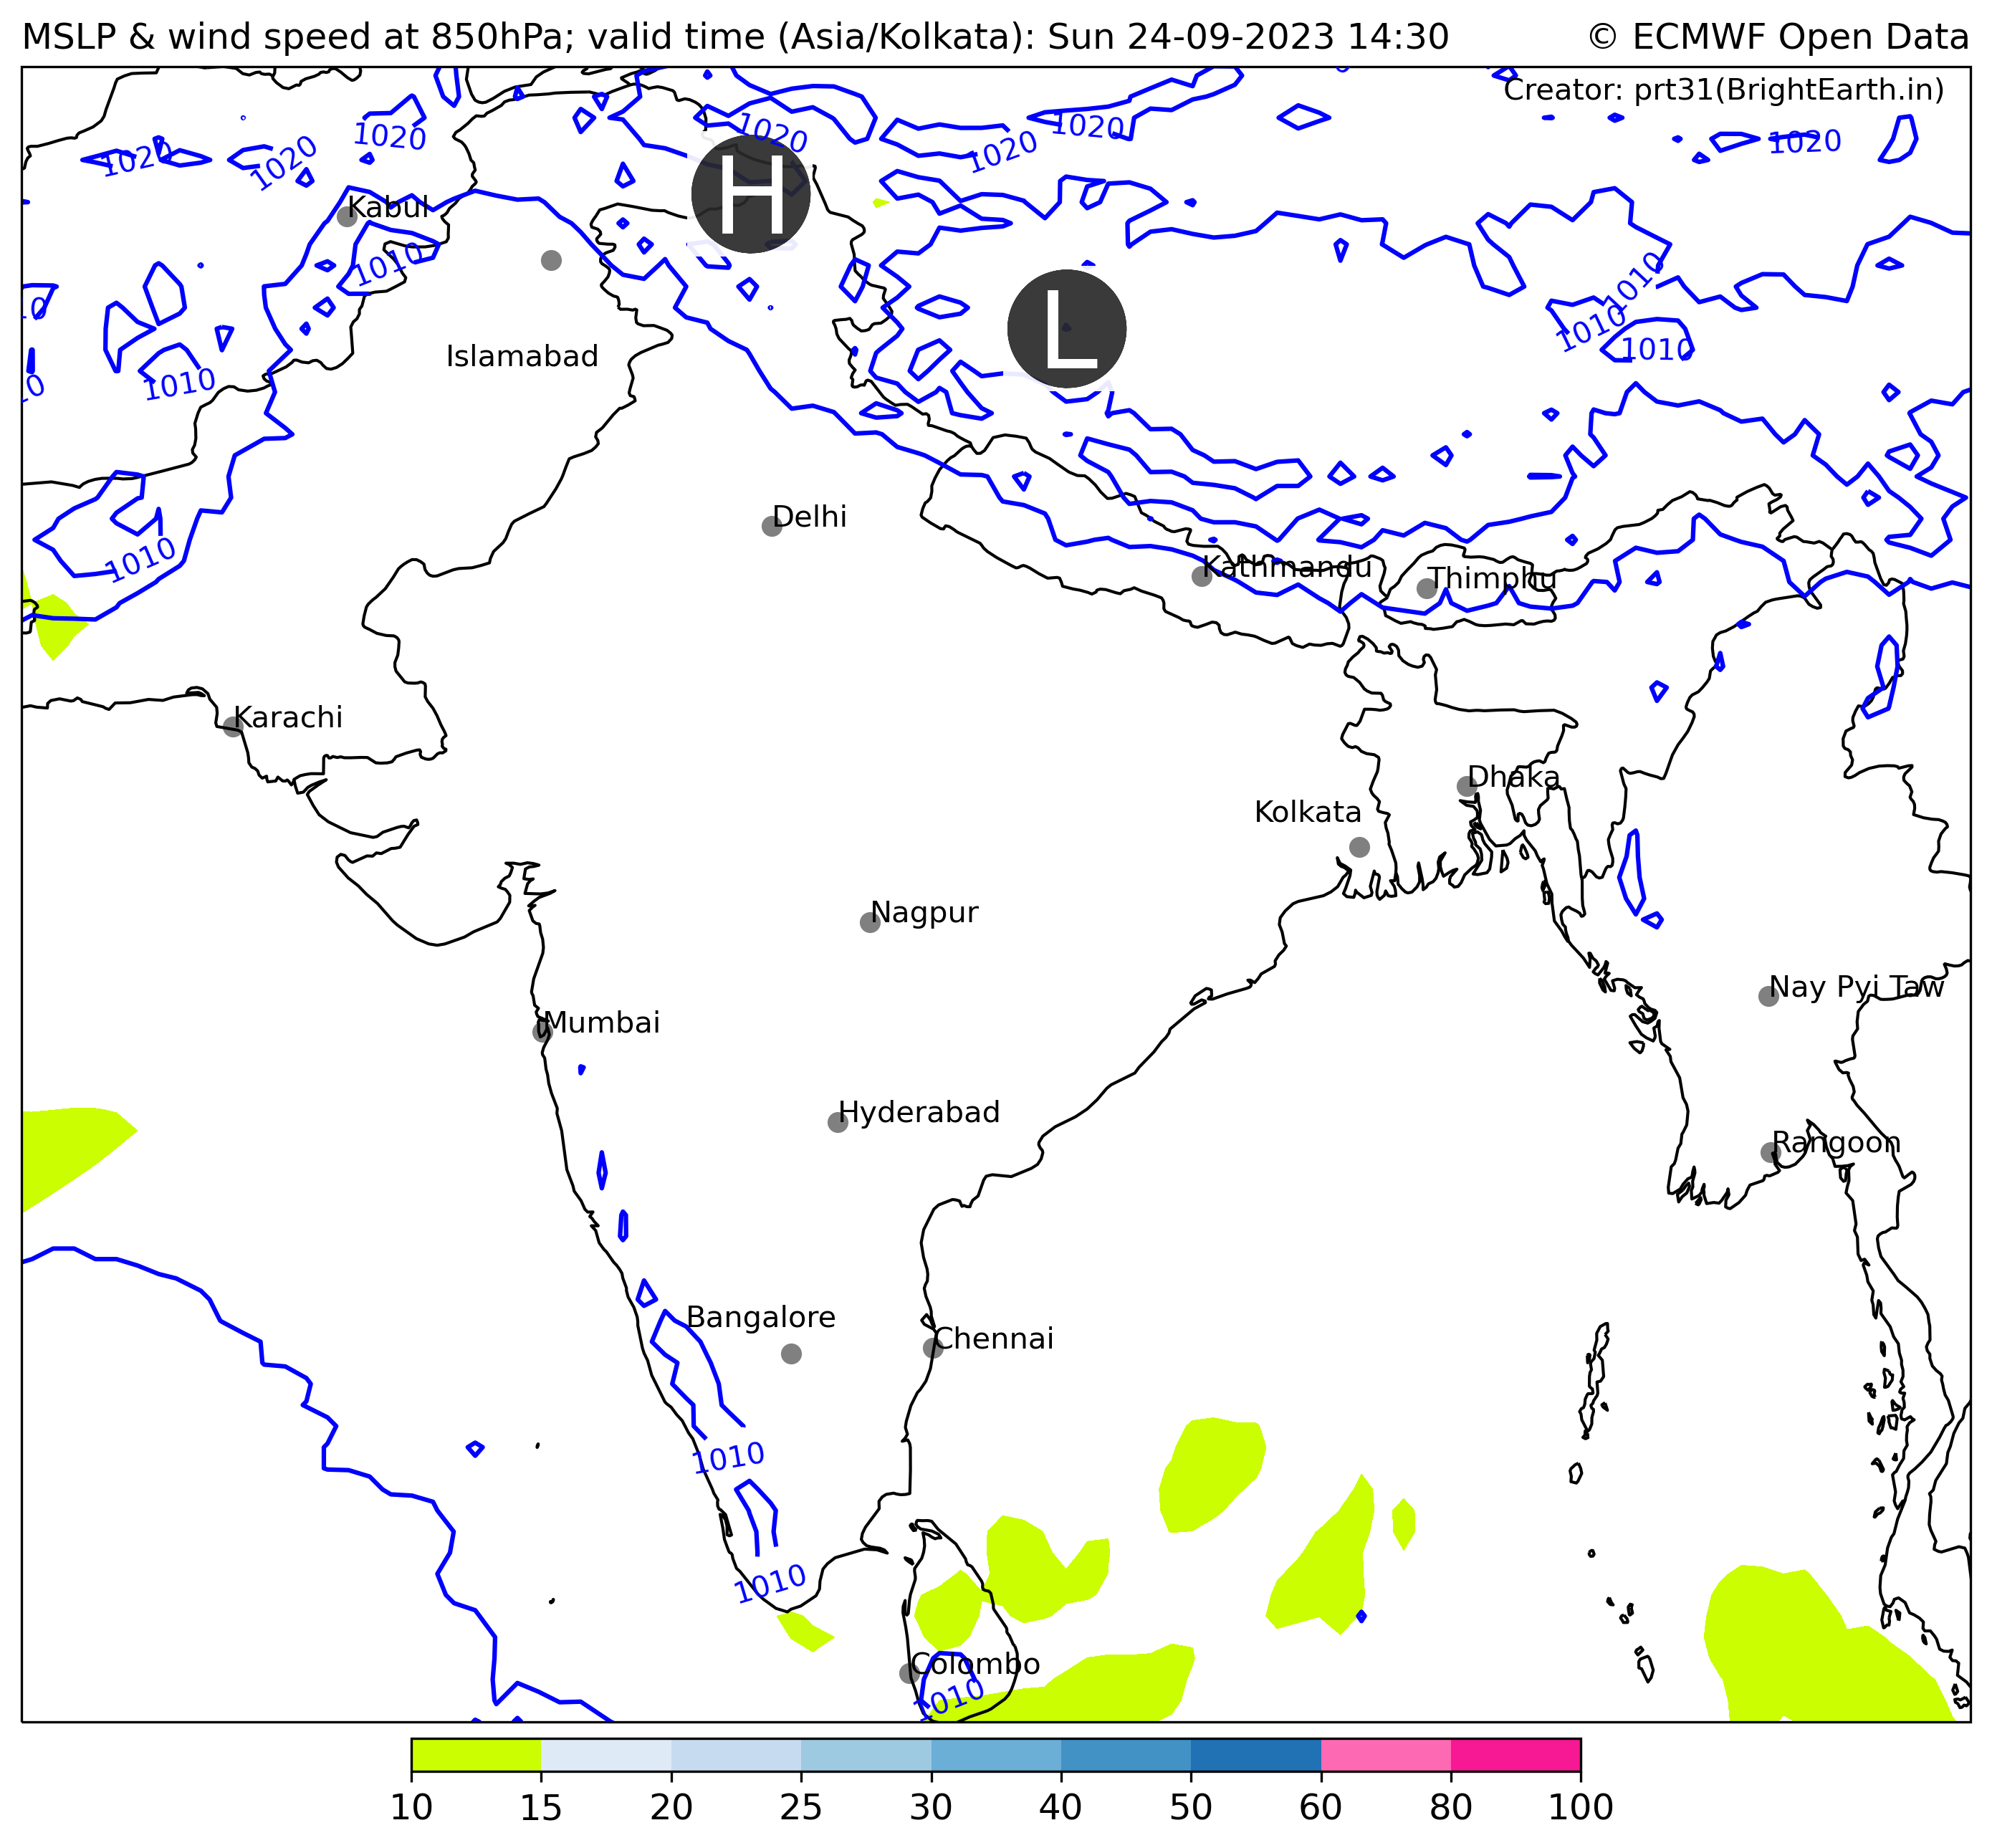 MSLP & wind speed at 850hPa; valid time (Asia/Kolkata): Sun 24-09-2023 14:30 © ECMWF Open Data
Creator: prt31(BrightEarth.in)
1020
1020
1020
1020
1020
1020
1020
H
Kabul
1010
1010
L
1010
1010
1010
Islamabad
1010
Delhi
1010
Kathmandu
Thimphu
Karachi
Dhaka
Kolkata
Nagpur
Nay Pyi Taw
Mumbai
Hyderabad
Rangoon
Bangalore
Chennai
1010
1010
Colombo
1010
10 15 20 25 30 40 50 60 80 100